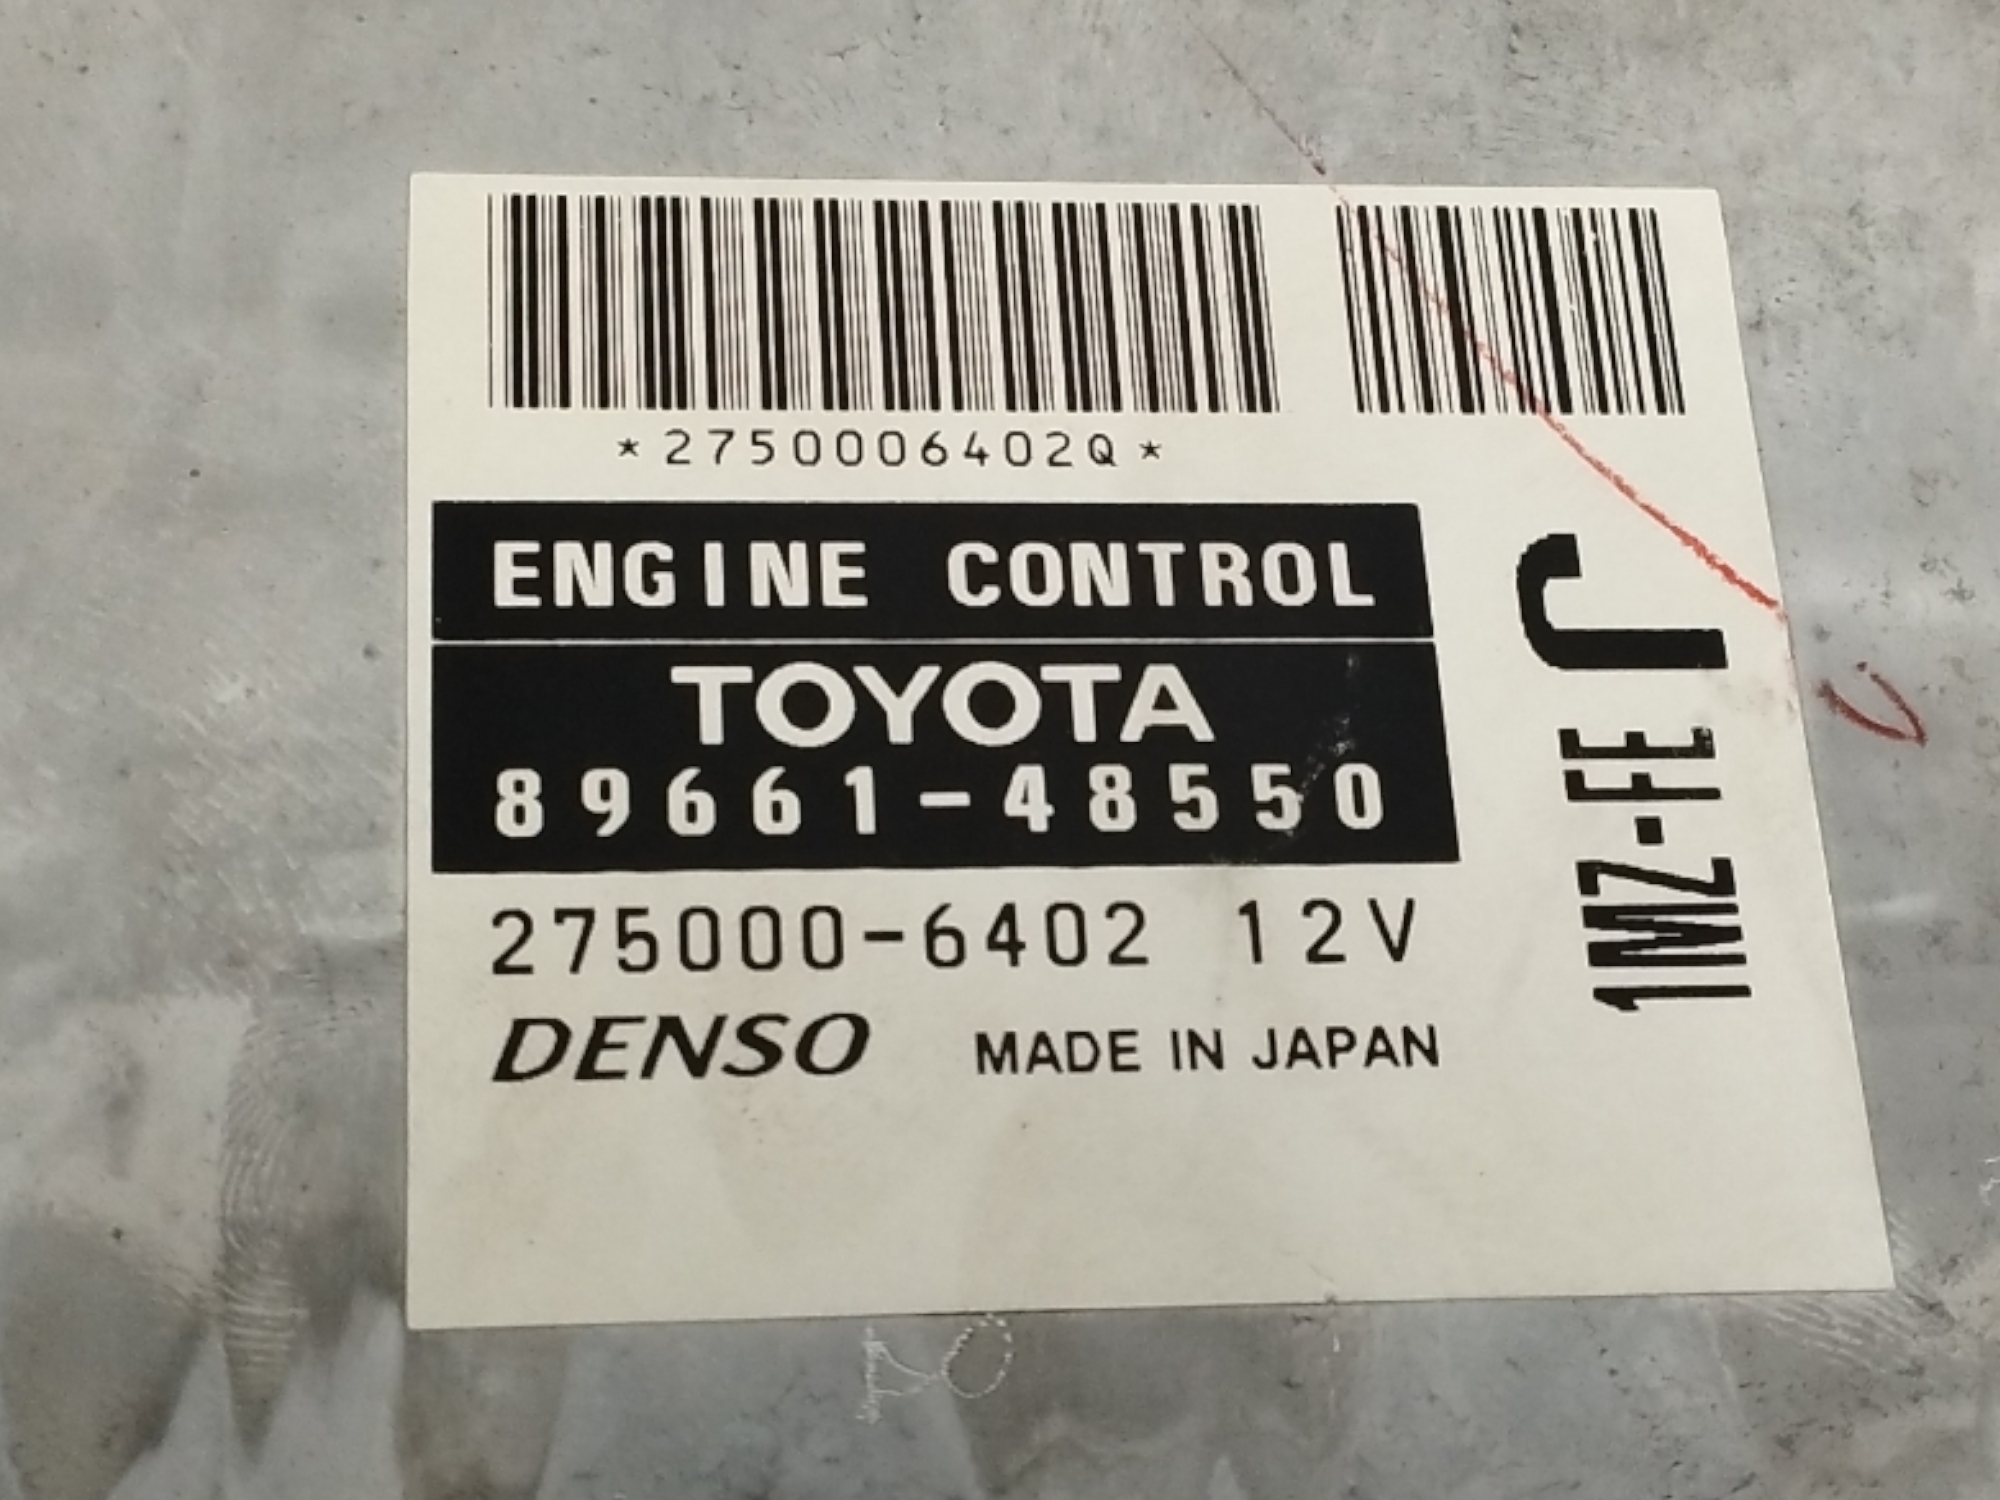 *2750006402Q*
ENGINE CONTROL
TOYOTA
89661-48550
275000-6402 12V
DENSO MADE IN JAPAN
1MZ-FE J